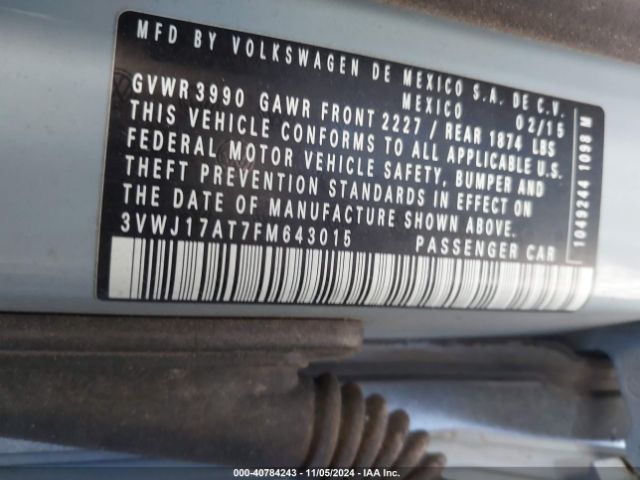 MFD BY VOLKSWAGEN DE MEXICO S.A. DE C.V.
MEXICO 02/15
GVWR 3990 GAWR FRONT 2227 / REAR 1874 LBS
THIS VEHICLE CONFORMS TO ALL APPLICABLE U.S.
FEDERAL MOTOR VEHICLE SAFETY, BUMPER AND
THEFT PREVENTION STANDARDS IN EFFECT ON
THE DATE OF MANUFACTURE SHOWN ABOVE.
3VWJ17AT7FM643015 PASSENGER CAR
1049244 1098 M
000-40784243 - 11/05/2024 - IAA Inc.